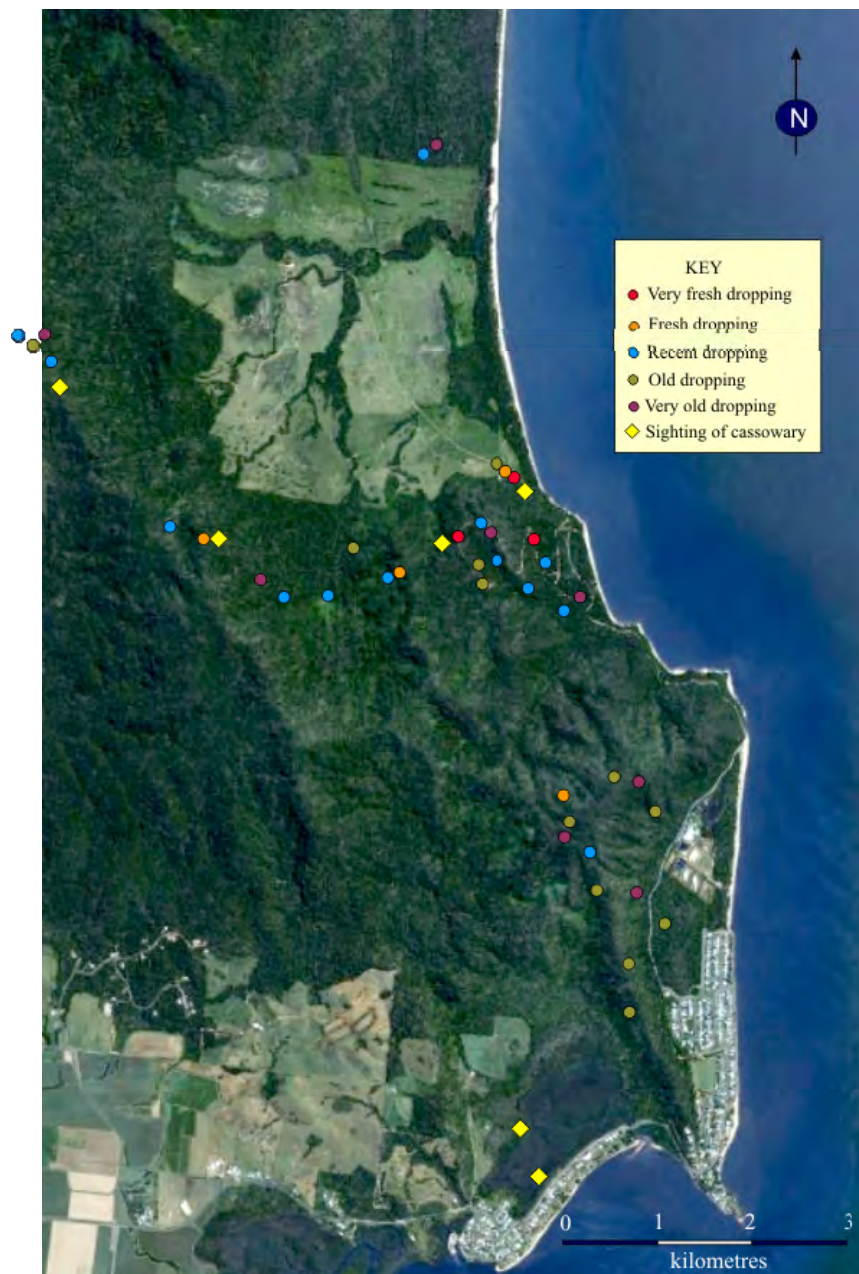 N
KEY
Very fresh dropping
Fresh dropping
Recent dropping
Old dropping
Very old dropping
Sighting of cassowary
0 1 2 3
kilometres